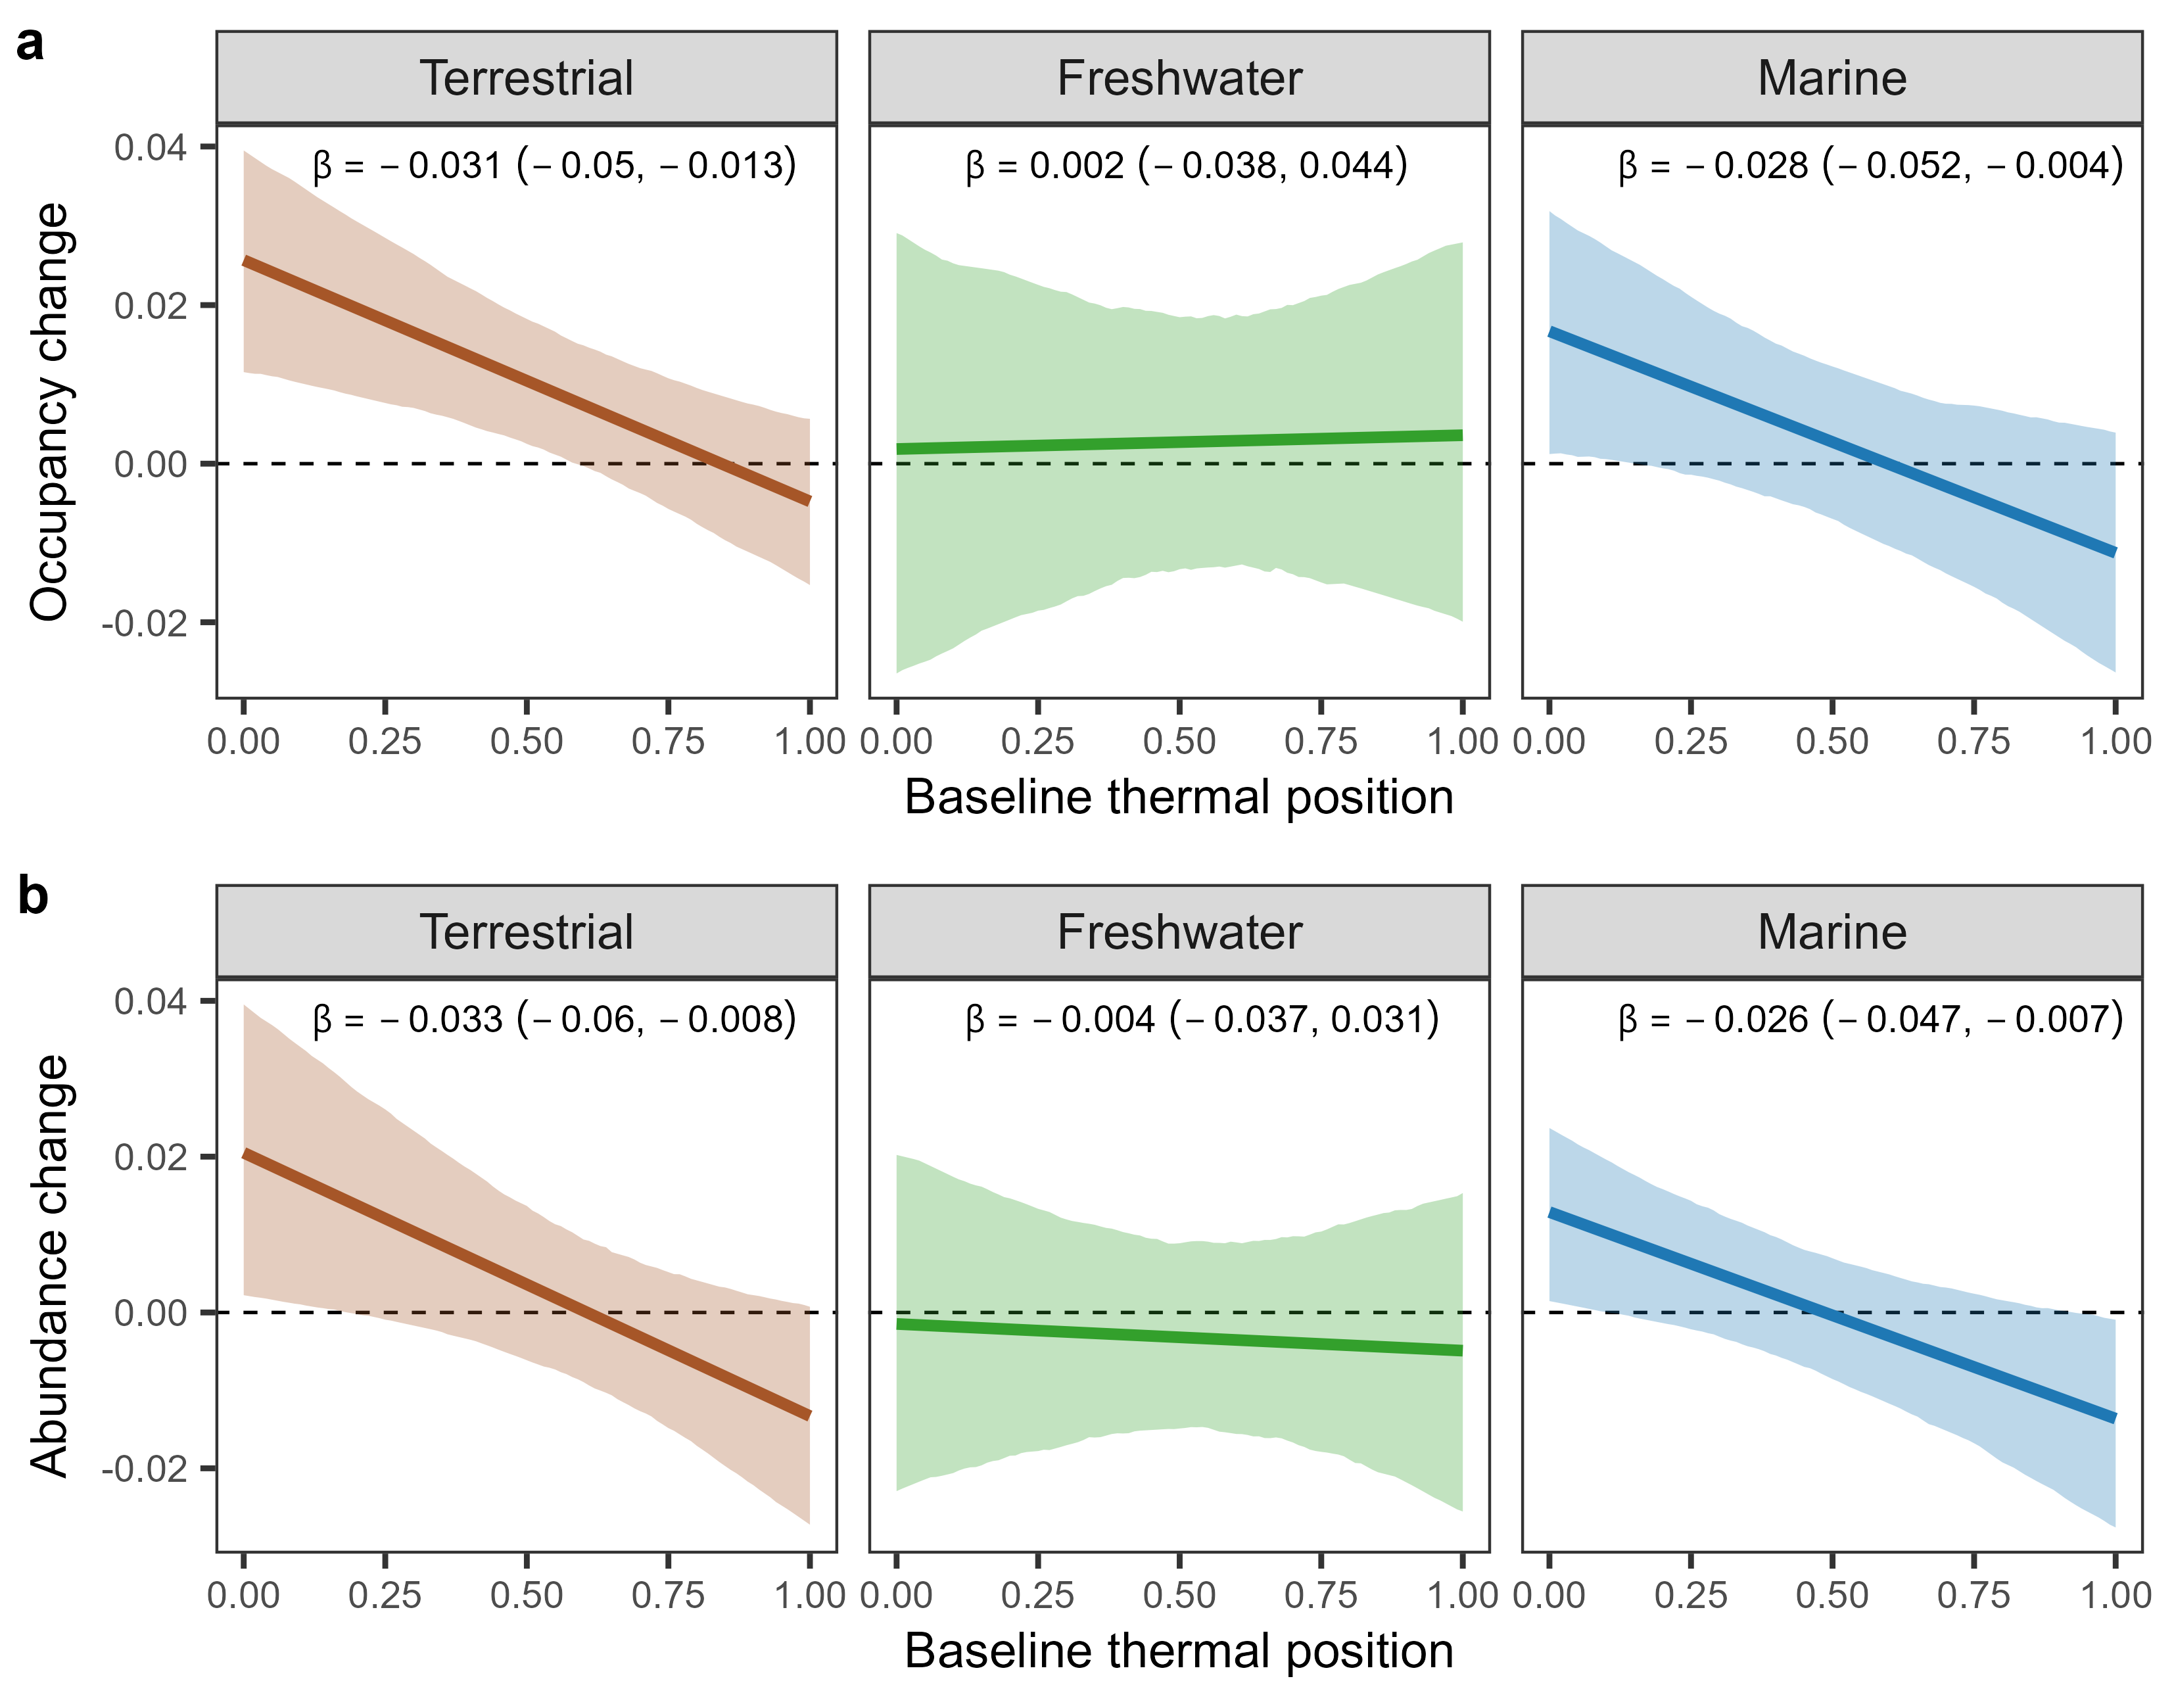 a
Terrestrial Freshwater Marine
β = − 0.031 (− 0.05, − 0.013) β = 0.002 (− 0.038, 0.044) β = − 0.028 (− 0.052, − 0.004)
0.04
0.02
0.00
-0.02
Occupancy change
0.00 0.25 0.50 0.75 1.00 0.00 0.25 0.50 0.75 1.00 0.00 0.25 0.50 0.75 1.00
Baseline thermal position
b
Terrestrial Freshwater Marine
β = − 0.033 (− 0.06, − 0.008) β = − 0.004 (− 0.037, 0.031) β = − 0.026 (− 0.047, − 0.007)
0.04
0.02
0.00
-0.02
Abundance change
0.00 0.25 0.50 0.75 1.00 0.00 0.25 0.50 0.75 1.00 0.00 0.25 0.50 0.75 1.00
Baseline thermal position